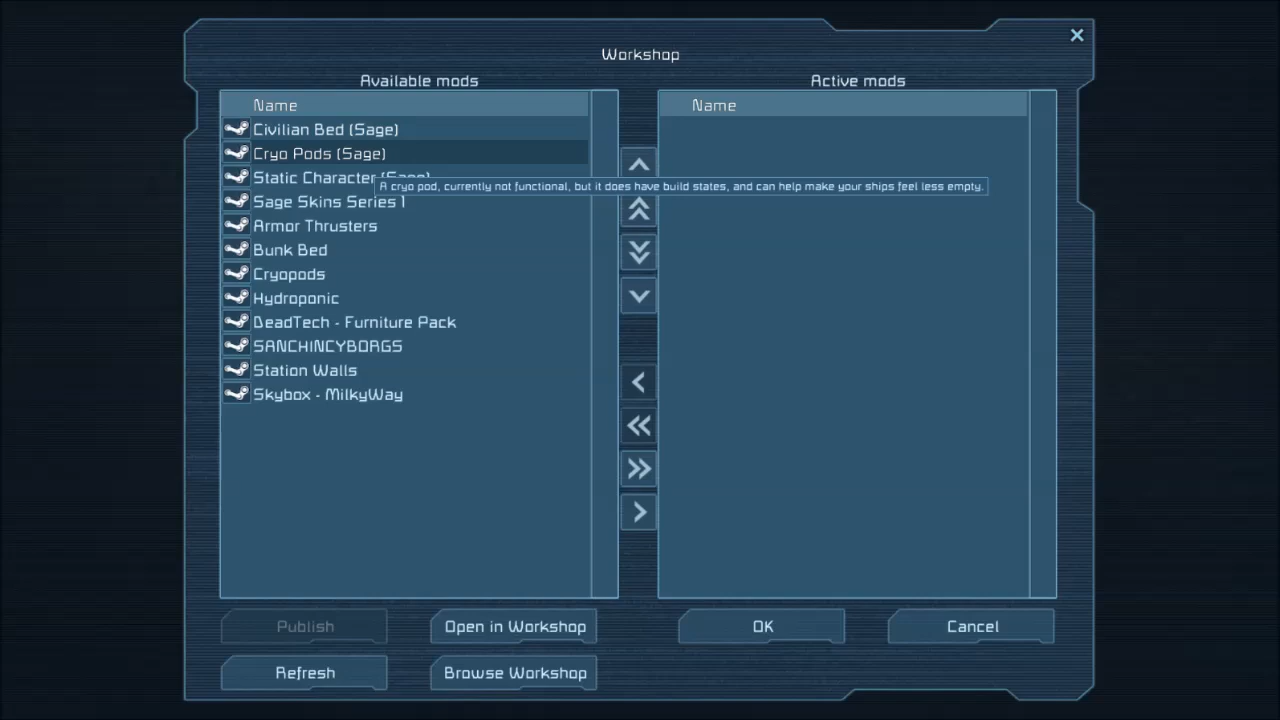 Workshop
Available mods
Active mods
Name
Name
Civilian Bed (Sage)
Cryo Pods (Sage)
Static Character (Sage)
A cryo pod, currently not functional, but it does have build states, and can help make your ships feel less empty.
Sage Skins Series 1
Armor Thrusters
Bunk Bed
Cryopods
Hydroponic
DeadTech - Furniture Pack
SANCHINCYBORGS
Station Walls
Skybox - MilkyWay
Publish
Open in Workshop
OK
Cancel
Refresh
Browse Workshop